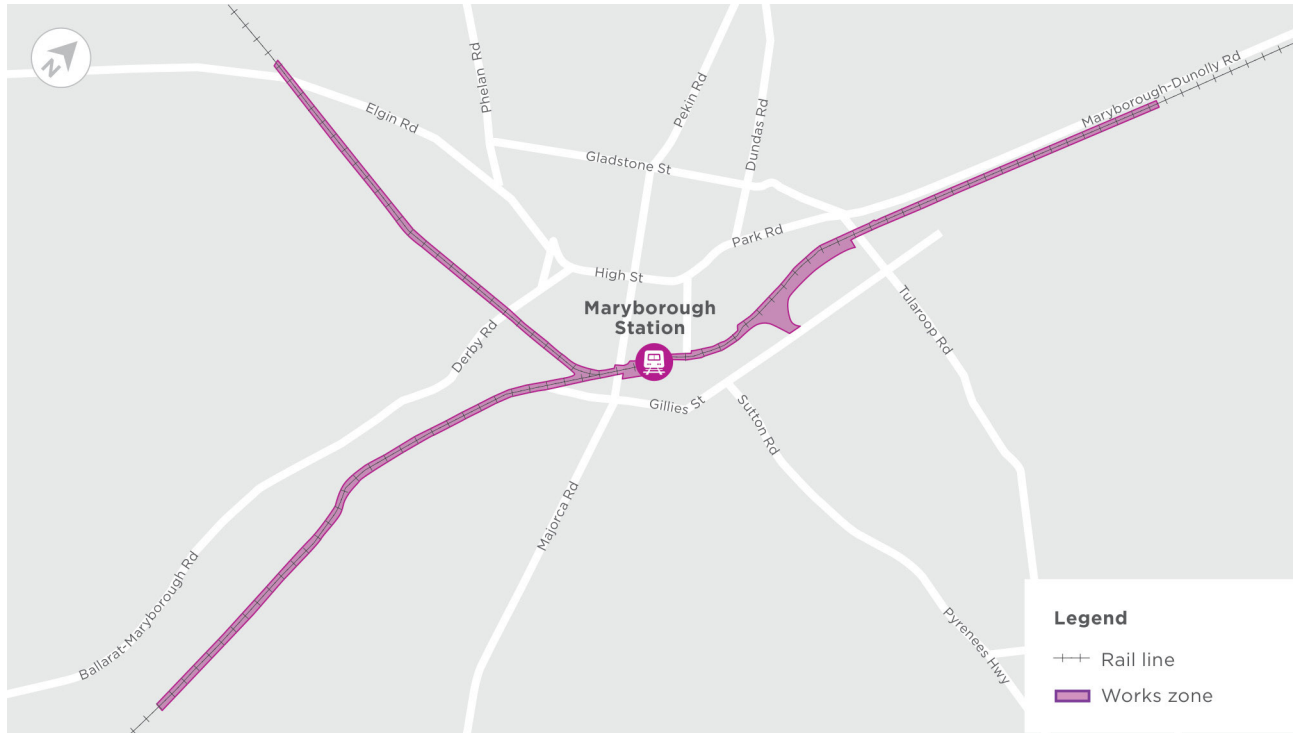 N
Elgin Rd
Phelan Rd
Pekin Rd
Dundas Rd
Maryborough-Dunolly Rd
Gladstone St
Park Rd
High St
Maryborough
Station
Tularoop Rd
Derby Rd
Gillies St
Sutton Rd
Majorca Rd
Ballarat-Maryborough Rd
Pyrenees Hwy
Legend
Rail line
Works zone